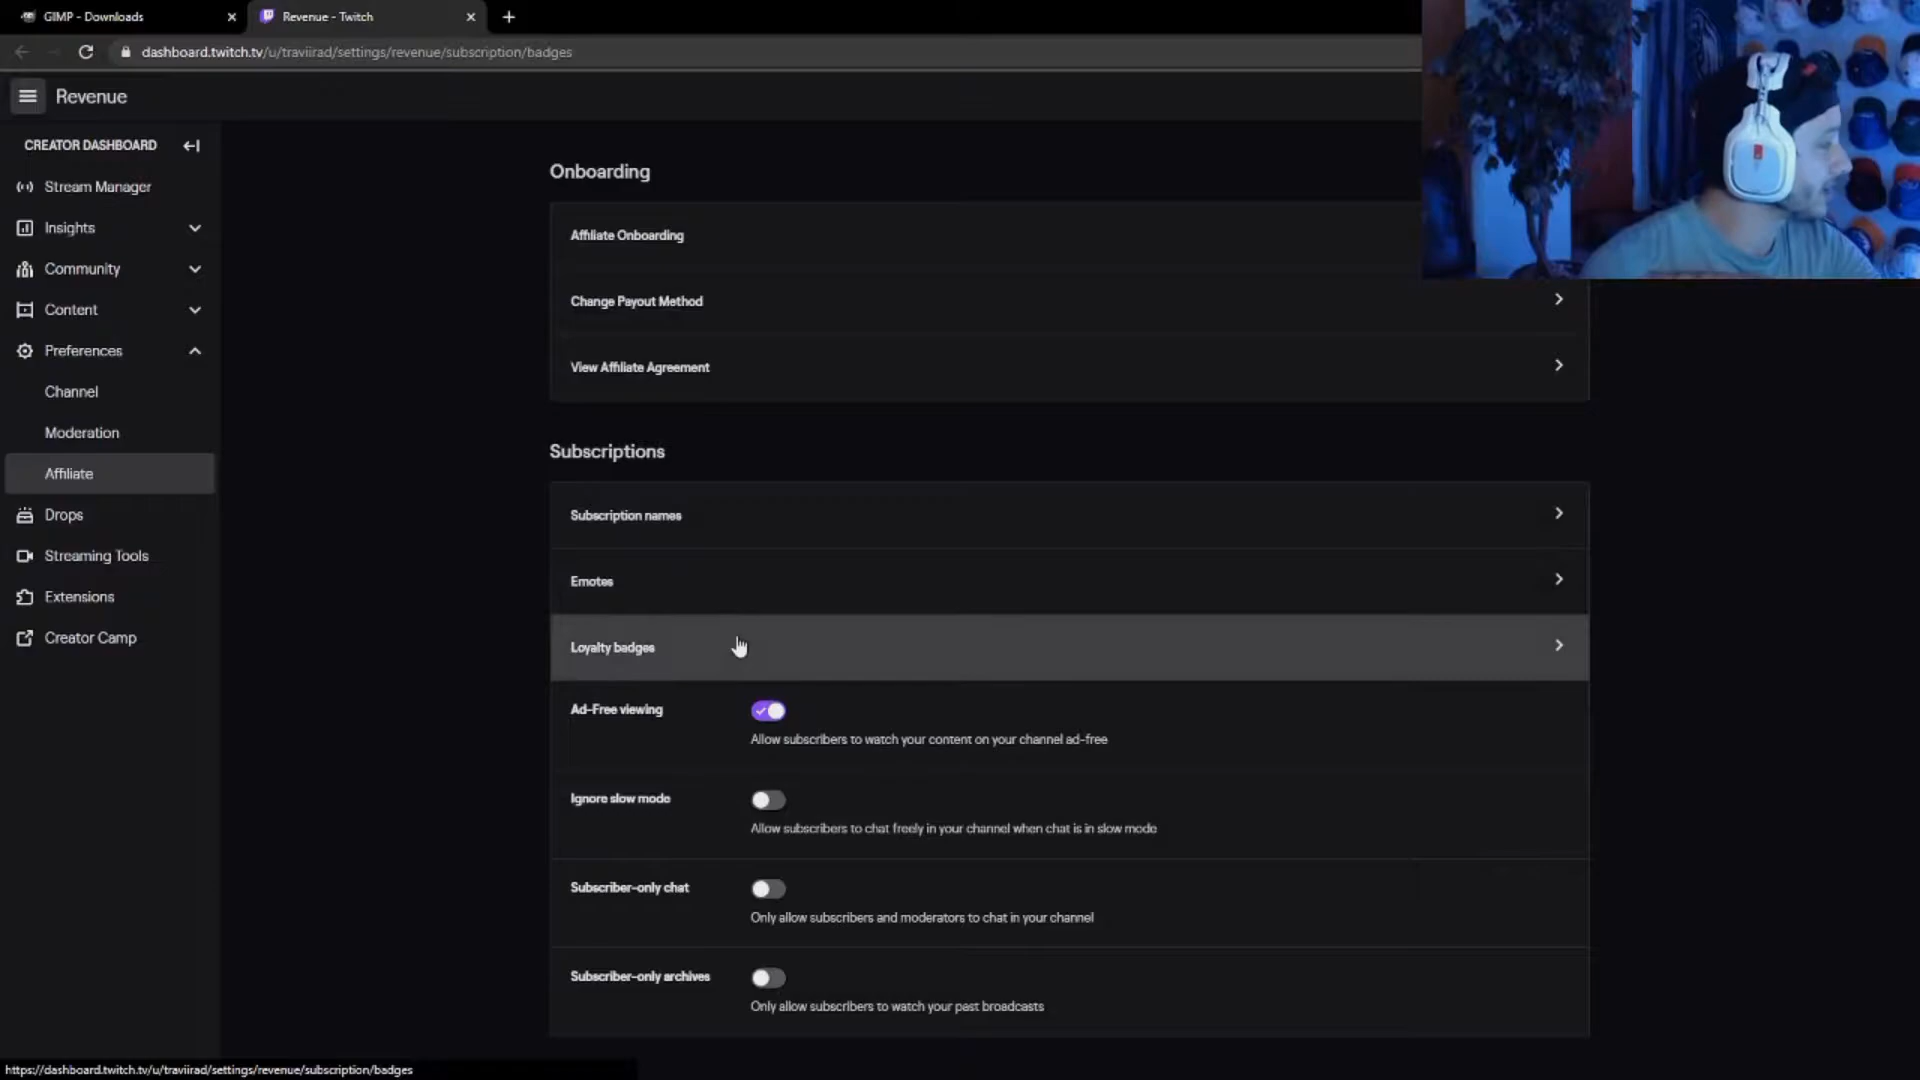 GIMP - Downloads
Revenue - Twitch
dashboard.twitch.tv/u/traviirad/settings/revenue/subscription/badges
Revenue
CREATOR DASHBOARD
Stream Manager
Insights
Community
Content
Preferences
Channel
Moderation
Affiliate
Drops
Streaming Tools
Extensions
Creator Camp
Onboarding
Affiliate Onboarding
Change Payout Method
View Affiliate Agreement
Subscriptions
Subscription names
Emotes
Loyalty badges
Ad-Free viewing
Allow subscribers to watch your content on your channel ad-free
Ignore slow mode
Allow subscribers to chat freely in your channel when chat is in slow mode
Subscriber-only chat
Only allow subscribers and moderators to chat in your channel
Subscriber-only archives
Only allow subscribers to watch your past broadcasts
https://dashboard.twitch.tv/u/traviirad/settings/revenue/subscription/badges